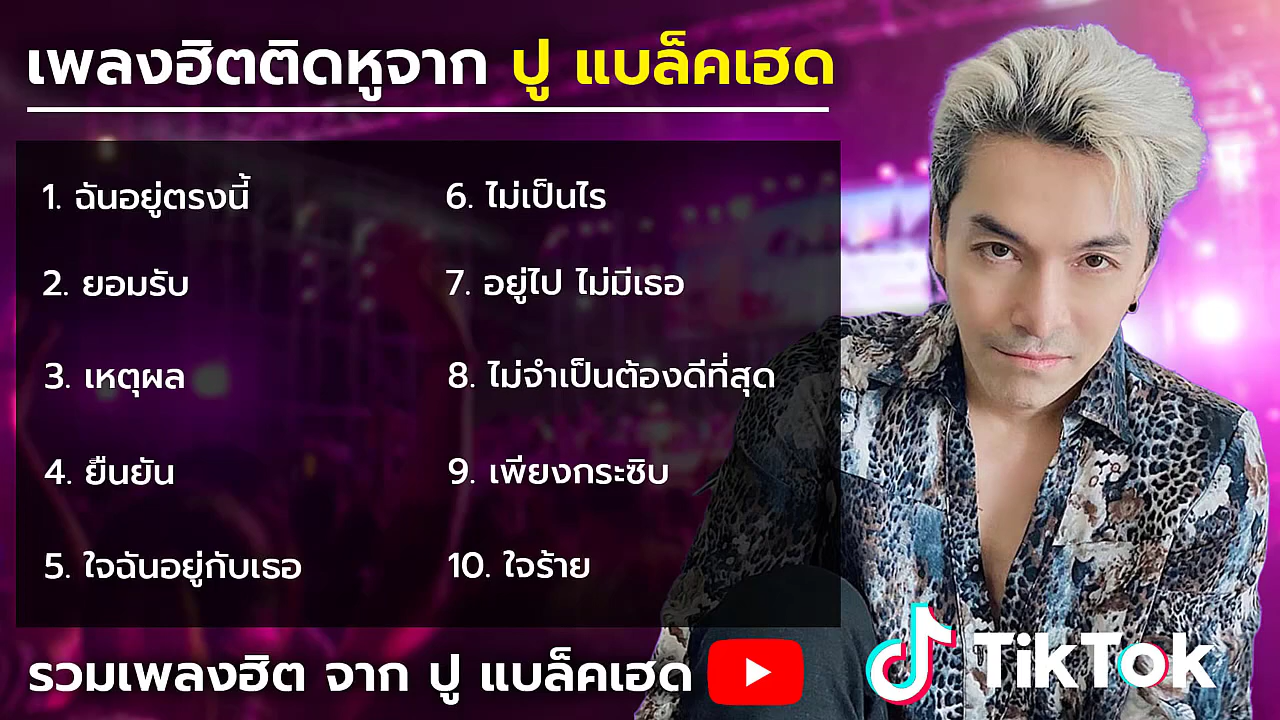 เพลงฮิตติดหูจาก ปู แบล็คเฮด
1. ฉันอยู่ตรงนี้
2. ยอมรับ
3. เหตุผล
4. ยืนยัน
5. ใจฉันอยู่กับเธอ
6. ไม่เป็นไร
7. อยู่ไป ไม่มีเธอ
8. ไม่จำเป็นต้องดีที่สุด
9. เพียงกระซิบ
10. ใจร้าย
รวมเพลงฮิต จาก ปู แบล็คเฮด
TikTok